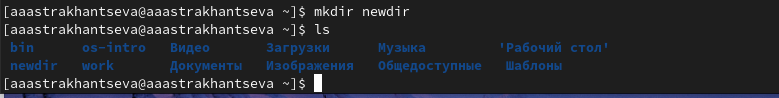 [aaastrakhantseva@aaastrakhantseva ~]$ mkdir newdir
[aaastrakhantseva@aaastrakhantseva ~]$ ls
bin os-intro Видео Загрузки Музыка 'Рабочий стол'
newdir work Документы Изображения Общедоступные Шаблоны
[aaastrakhantseva@aaastrakhantseva ~]$